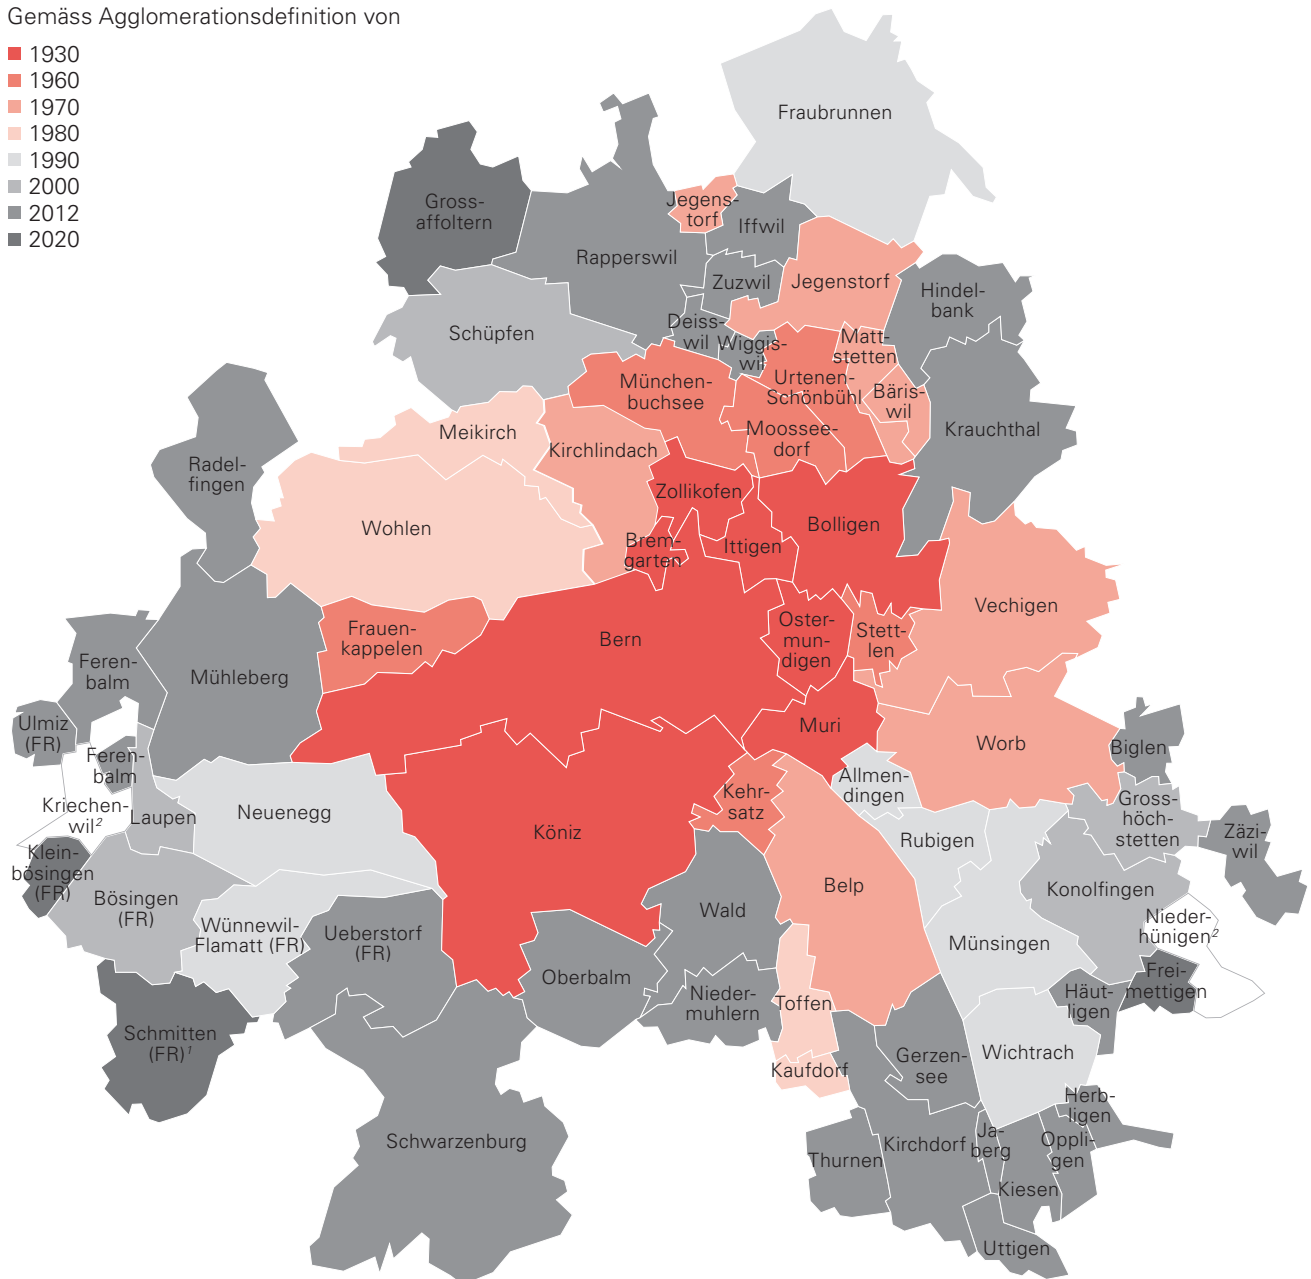 Gemäss Agglomerationsdefinition von
1930
1960
1970
1980
1990
2000
2012
2020
Fraubrunnen
Gross-
affoltern
Jegens-
torf
Iffwil
Rapperswil
Zuzwil
Jegenstorf
Hindel-
bank
Schüpfen
Deiss-
wil
Wiggis-
wil
Matt-
stetten
München-
buchsee
Urtenen-
Schönbühl
Bäris-
wil
Meikirch
Kirchlindach
Moossee-
dorf
Krauchthal
Radel-
fingen
Zollikofen
Wohlen
Bolligen
Brem-
garten
Ittigen
Vechigen
Frauen-
kappelen
Bern
Oster-
mun-
digen
Stett-
len
Feren-
balm
Mühleberg
Ulmiz
(FR)
Muri
Worb
Biglen
Feren-
balm
Allmen-
dingen
Kriechen-
wil²
Laupen
Neuenegg
Kehr-
satz
Gross-
höch-
stetten
Köniz
Rubigen
Zäzi-
wil
Klein-
bösingen
(FR)
Bösingen
(FR)
Belp
Konolfingen
Wald
Wünnewil-
Flamatt (FR)
Ueberstorf
(FR)
Münsingen
Nieder-
hünigen²
Oberbalm
Nieder-
muhlern
Toffen
Häut-
ligen
Frei-
mettigen
Schmitten
(FR)¹
Kaufdorf
Gerzen-
see
Wichtrach
Herb-
ligen
Schwarzenburg
Thurnen
Kirchdorf
Ja-
berg
Oppli-
gen
Kiesen
Uttigen